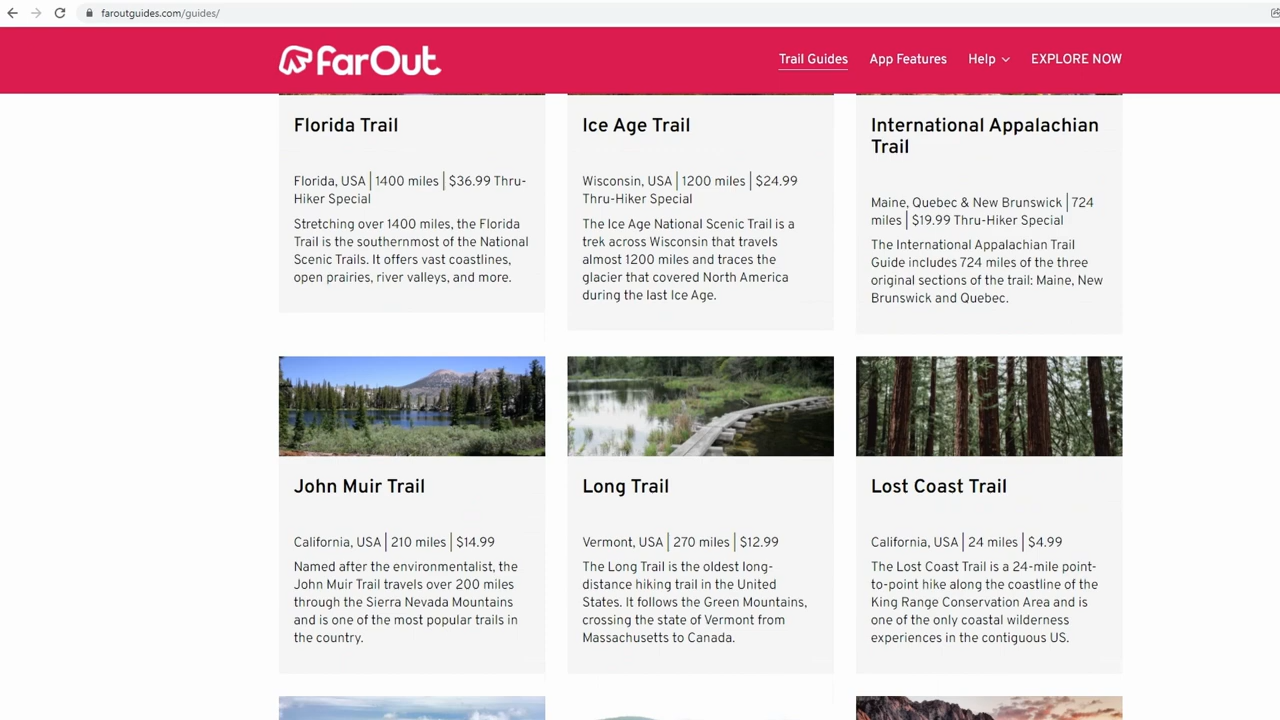 faroutguides.com/guides/
farOut
Trail Guides
App Features
Help
EXPLORE NOW
Florida Trail
Florida, USA | 1400 miles | $36.99 Thru-
Hiker Special
Stretching over 1400 miles, the Florida
Trail is the southernmost of the National
Scenic Trails. It offers vast coastlines,
open prairies, river valleys, and more.
Ice Age Trail
Wisconsin, USA | 1200 miles | $24.99
Thru-Hiker Special
The Ice Age National Scenic Trail is a
trek across Wisconsin that travels
almost 1200 miles and traces the
glacier that covered North America
during the last Ice Age.
International Appalachian
Trail
Maine, Quebec & New Brunswick | 724
miles | $19.99 Thru-Hiker Special
The International Appalachian Trail
Guide includes 724 miles of the three
original sections of the trail: Maine, New
Brunswick and Quebec.
John Muir Trail
California, USA | 210 miles | $14.99
Named after the environmentalist, the
John Muir Trail travels over 200 miles
through the Sierra Nevada Mountains
and is one of the most popular trails in
the country.
Long Trail
Vermont, USA | 270 miles | $12.99
The Long Trail is the oldest long-
distance hiking trail in the United
States. It follows the Green Mountains,
crossing the state of Vermont from
Massachusetts to Canada.
Lost Coast Trail
California, USA | 24 miles | $4.99
The Lost Coast Trail is a 24-mile point-
to-point hike along the coastline of the
King Range Conservation Area and is
one of the only coastal wilderness
experiences in the contiguous US.